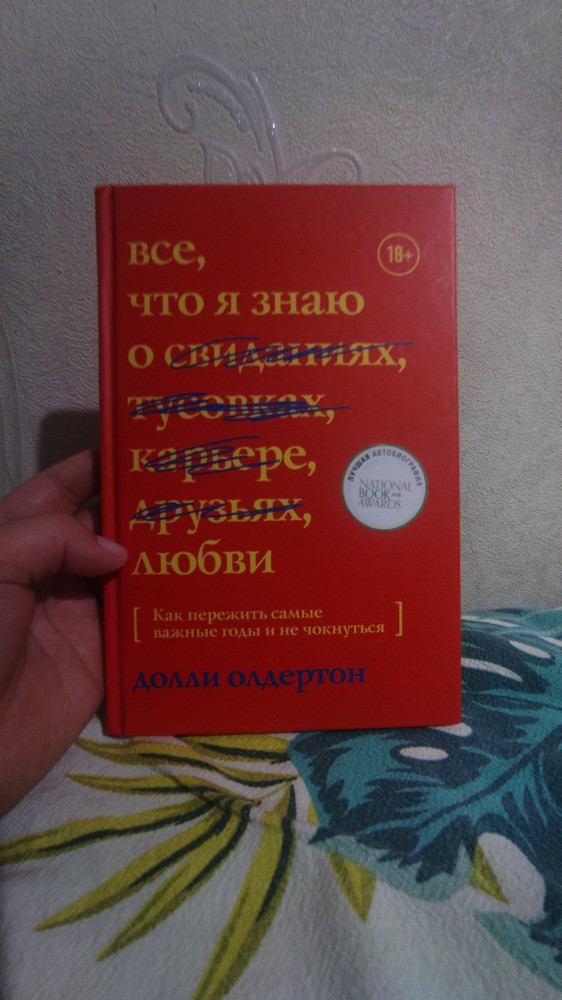 все,
18+
что я знаю
о свиданиях,
тусовках,
карьере,
друзьях,
любви
ЛУЧШАЯ АВТОБИОГРАФИЯ
NATIONAL
BOOK
AWARDS
[ Как пережить самые
важные годы и не чокнуться ]
долли олдертон